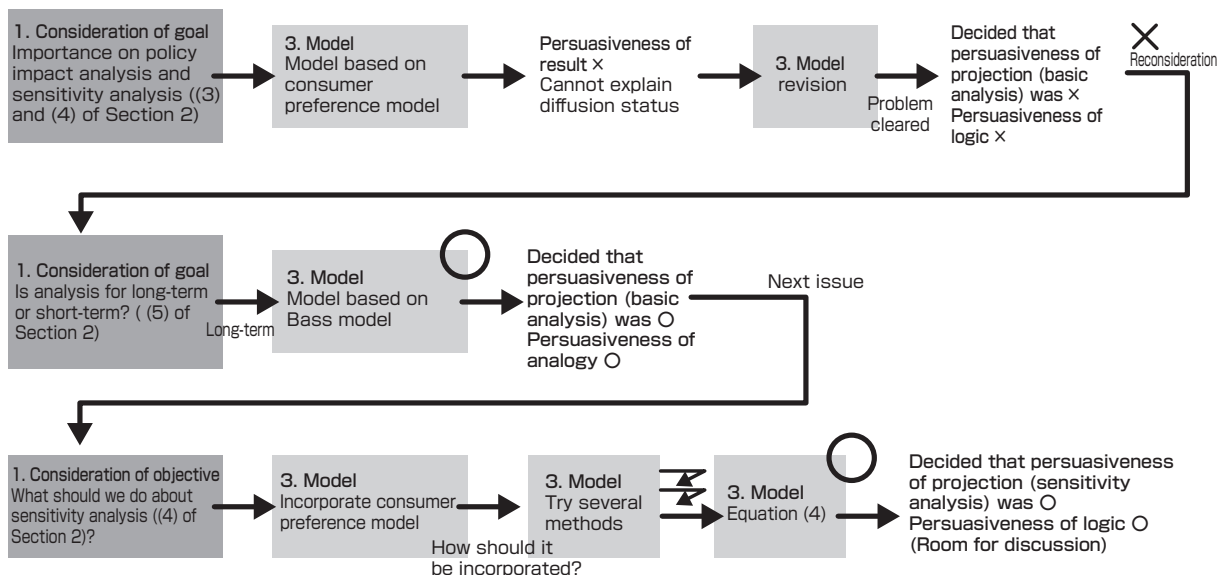 1. Consideration of goal
Importance on policy
impact analysis and
sensitivity analysis ((3)
and (4) of Section 2)
3. Model
Model based on
consumer
preference model
Persuasiveness of
result ×
Cannot explain
diffusion status
3. Model
revision
Problem
cleared
Decided that
persuasiveness of
projection (basic
analysis) was ×
Persuasiveness of
logic ×
Reconsideration
1. Consideration of goal
Is analysis for long-term
or short-term? ( (5) of
Section 2)
Long-term
3. Model
Model based on
Bass model
Decided that
persuasiveness of
projection (basic
analysis) was ○
Persuasiveness of
analogy ○
Next issue
1. Consideration of objective
What should we do about
sensitivity analysis ((4) of
Section 2)?
3. Model
Incorporate consumer
preference model
How should it
be incorporated?
3. Model
Try several
methods
3. Model
Equation (4)
Decided that persuasiveness
of projection (sensitivity
analysis) was ○
Persuasiveness of logic ○
(Room for discussion)